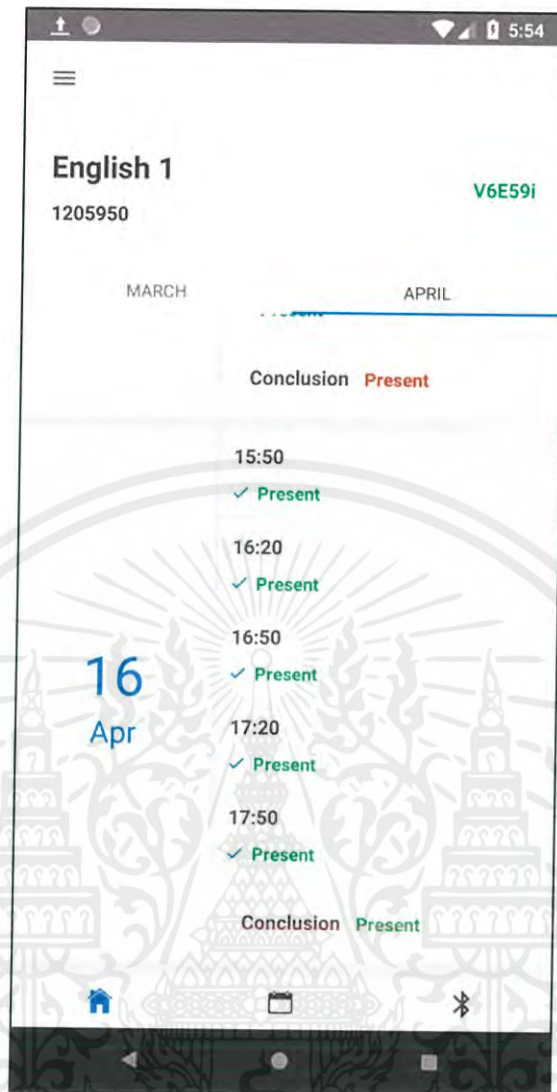 5:54
English 1
V6E59i
1205950
MARCH
APRIL
Conclusion Present
15:50
Present
16:20
Present
16:50
Present
16
Apr
17:20
Present
17:50
Present
Conclusion Present